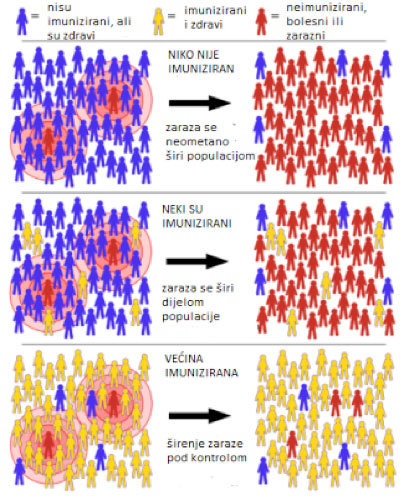 = nisu
imunizirani, ali
su zdravi
= imunizirani
i zdravi
= neimunizirani,
bolesni ili
zarazni
NIKO NIJE
IMUNIZIRAN
zaraza se
neometano
širi populacijom
NEKI SU
IMUNIZIRANI
zaraza se širi
dijelom
populacije
VEĆINA
IMUNIZIRANA
širenje zaraze
pod kontrolom